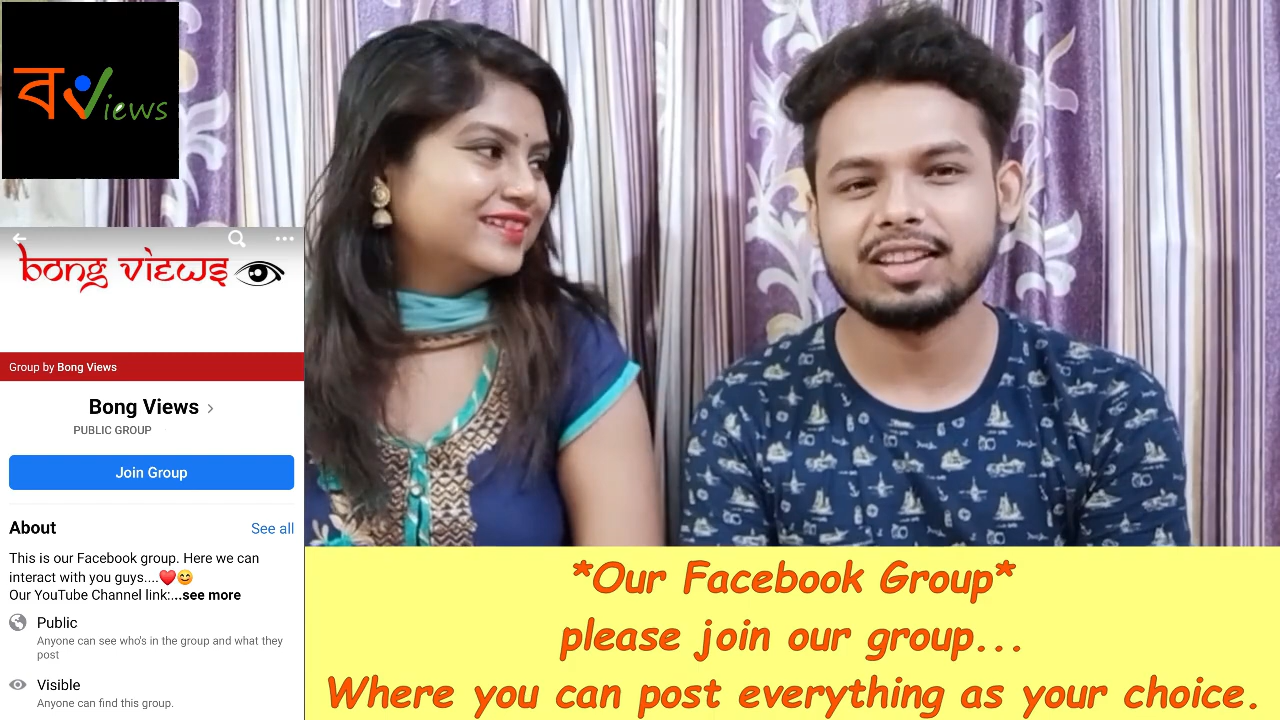 ব Views
Bong views
Group by Bong Views
Bong Views
PUBLIC GROUP
Join Group
About
See all
This is our Facebook group. Here we can
interact with you guys....❤️😊
Our YouTube Channel link:...see more
Public
Anyone can see who's in the group and what they
post
Visible
Anyone can find this group.
*Our Facebook Group*
please join our group...
Where you can post everything as your choice.